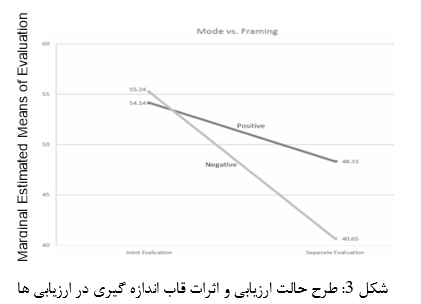 Mode vs. Framing
Marginal Estimated Means of Evaluation
60
55
50
45
40
55.24
54.14
Positive
Negative
48.33
40.65
Joint Evaluation
Separate Evaluation
شکل 3: طرح حالت ارزیابی و اثرات قاب اندازه گیری در ارزیابی ها